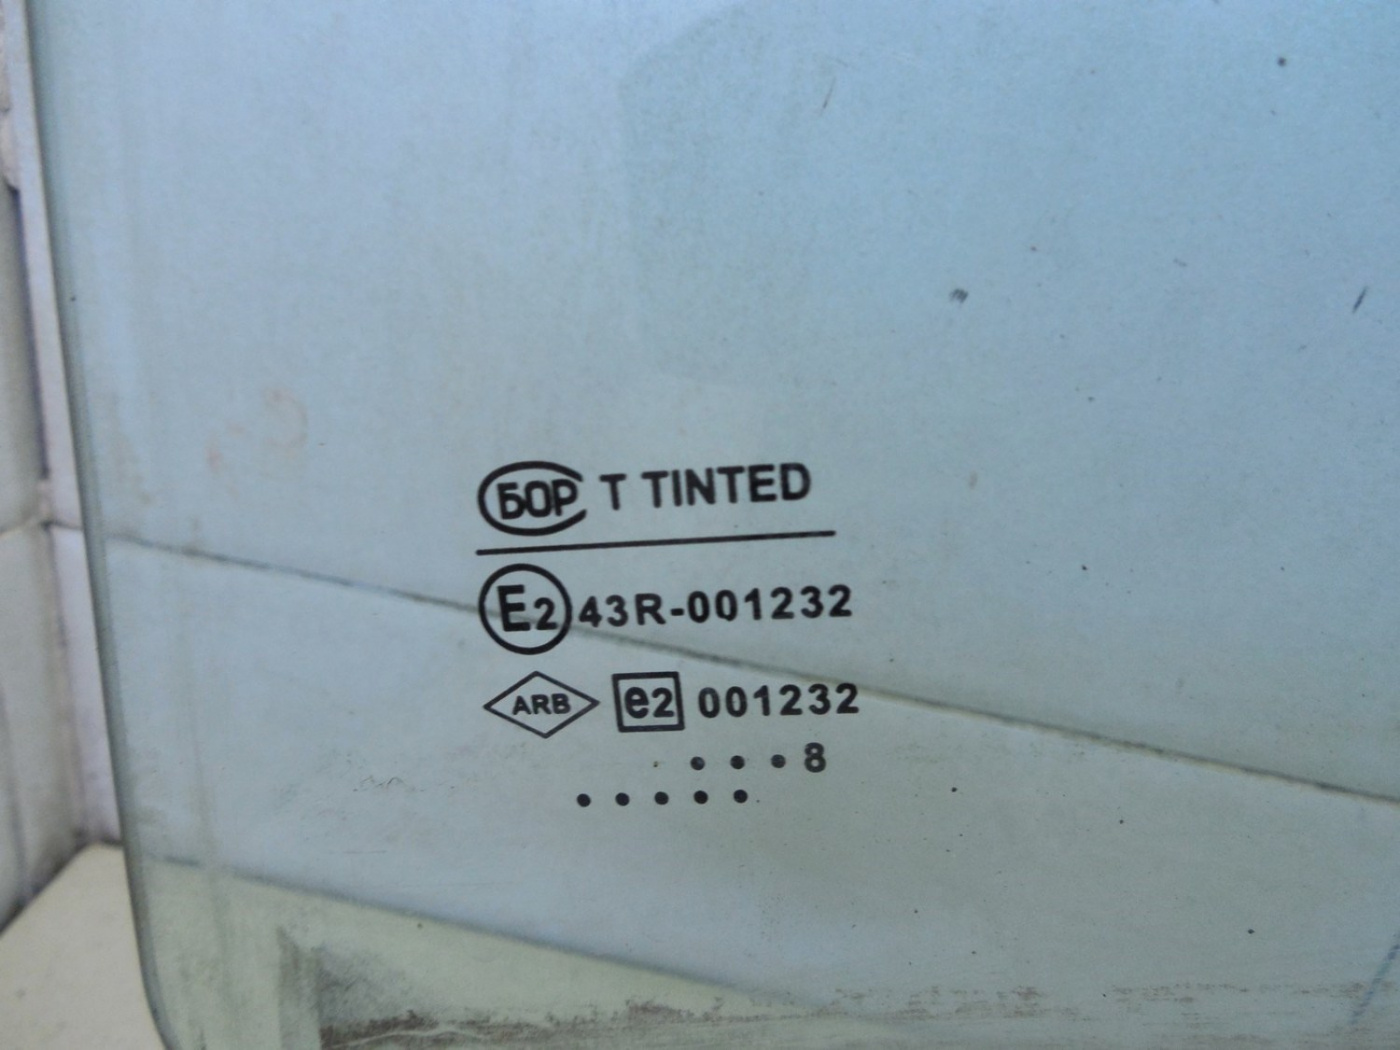 БОР T TINTED
E2 43R-001232
ARB e2 001232
. • • • 8
• • • • •